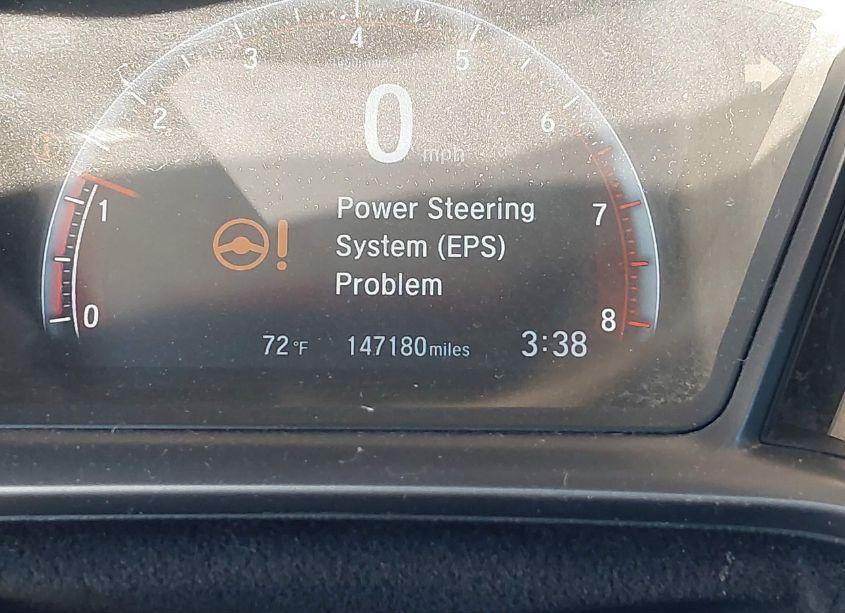 4
3
5
2
6
0 mph
1
Power Steering
7
System (EPS)
!
Problem
0
8
72°F 147180 miles 3:38